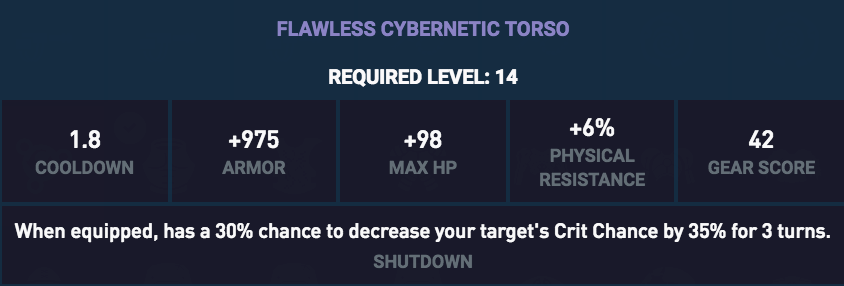 FLAWLESS CYBERNETIC TORSO
REQUIRED LEVEL: 14
1.8
COOLDOWN
+975
ARMOR
+98
MAX HP
+6%
PHYSICAL
RESISTANCE
42
GEAR SCORE
When equipped, has a 30% chance to decrease your target's Crit Chance by 35% for 3 turns.
SHUTDOWN